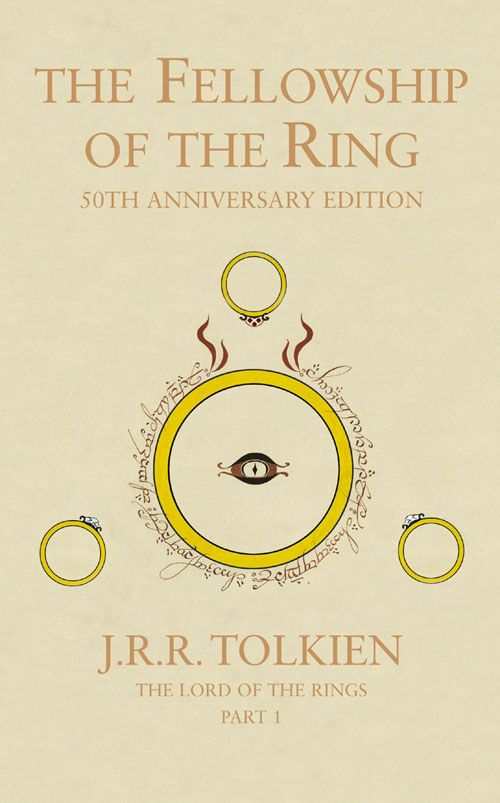 THE FELLOWSHIP
OF THE RING
50TH ANNIVERSARY EDITION
J.R.R. TOLKIEN
THE LORD OF THE RINGS
PART 1